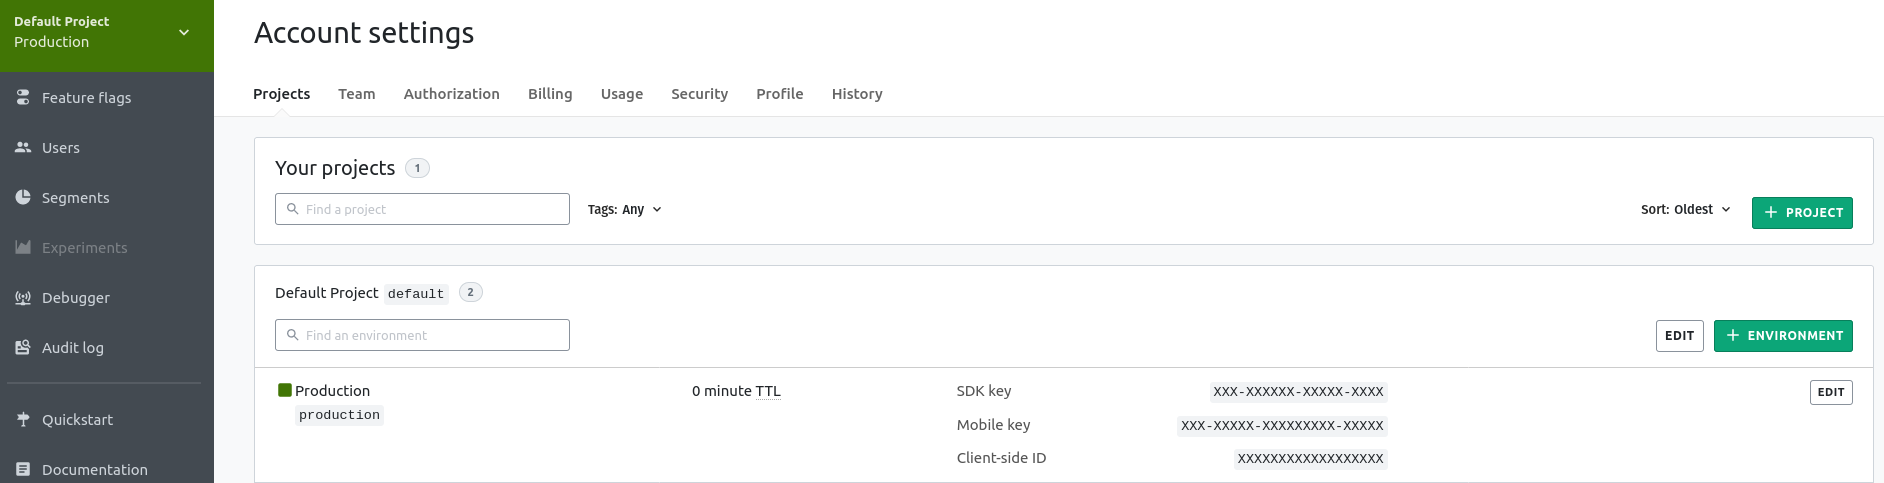 Default Project
Production
Feature flags
Users
Segments
Experiments
Debugger
Audit log
Quickstart
Documentation
Account settings
Projects Team Authorization Billing Usage Security Profile History
Your projects 1
Find a project Tags: Any Sort: Oldest + PROJECT
Default Project default 2
Find an environment EDIT + ENVIRONMENT
Production 0 minute TTL SDK key XXX-XXXXXX-XXXXX-XXXX EDIT
production
Mobile key XXX-XXXXX-XXXXXXXXX-XXXXX
Client-side ID XXXXXXXXXXXXXXXXXX